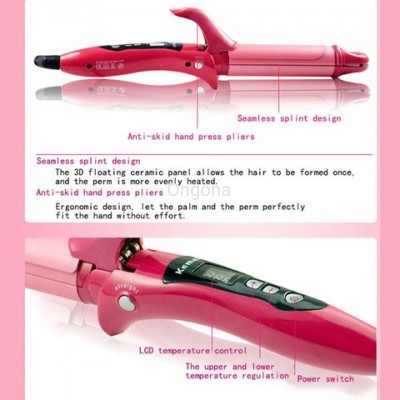 Seamless splint design
Anti-skid hand press pliers
Seamless splint design
The 3D floating ceramic panel allows the hair to be formed once,
and the perm is more evenly heated.
Anti-skid hand press pliers
Ongona
Ergonomic design, let the palm and the perm perfectly
fit the hand without effort.
straight
LCD temperature control
The upper and lower
temperature regulation
Power switch